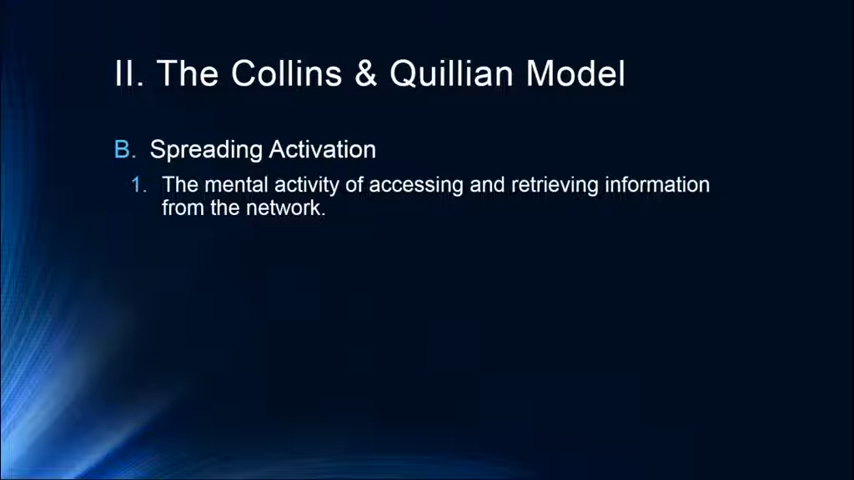 II. The Collins & Quillian Model
B. Spreading Activation
1. The mental activity of accessing and retrieving information
from the network.